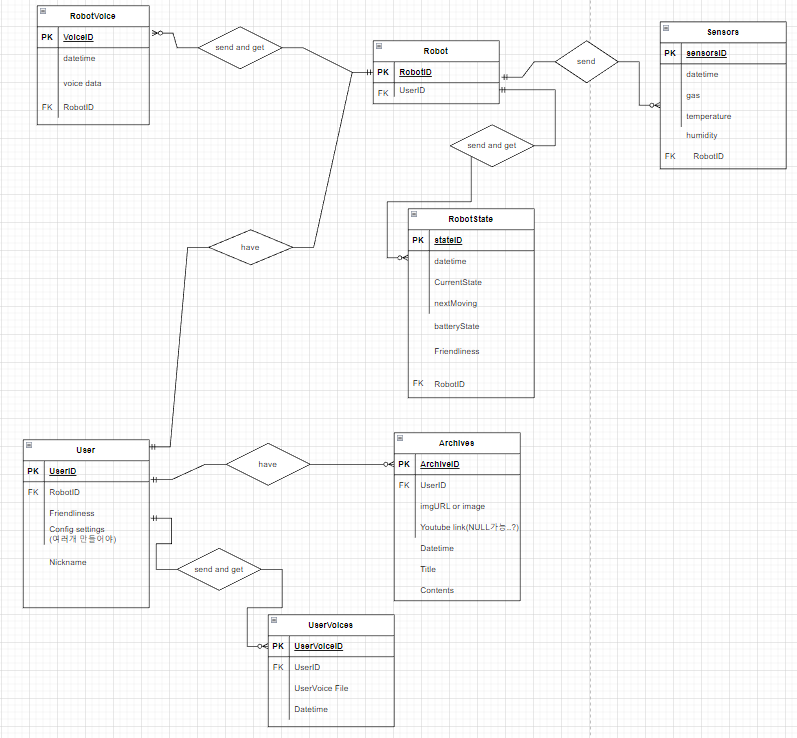 RobotVoice
PK VoiceID
datetime
voice data
FK RobotID
send and get
Robot
PK RobotID
FK UserID
send
Sensors
PK sensorsID
datetime
gas
temperature
humidity
FK RobotID
send and get
RobotState
PK stateID
datetime
CurrentState
nextMoving
batteryState
Friendliness
FK RobotID
have
User
PK UserID
FK RobotID
Friendliness
Config settings
(여러개 만들어야)
Nickname
have
Archives
PK ArchiveID
FK UserID
imgURL or image
Youtube link(NULL가능..?)
Datetime
Title
Contents
send and get
UserVoices
PK UserVoiceID
FK UserID
UserVoice File
Datetime